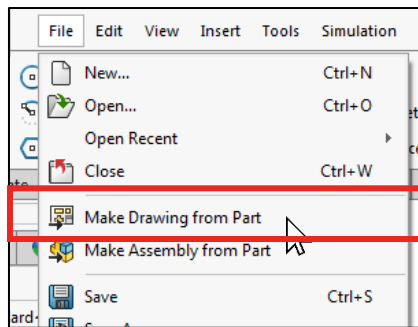 File Edit View Insert Tools Simulation
New... Ctrl+N
Open... Ctrl+O
Open Recent
Close Ctrl+W
Make Drawing from Part
Make Assembly from Part
Save Ctrl+S